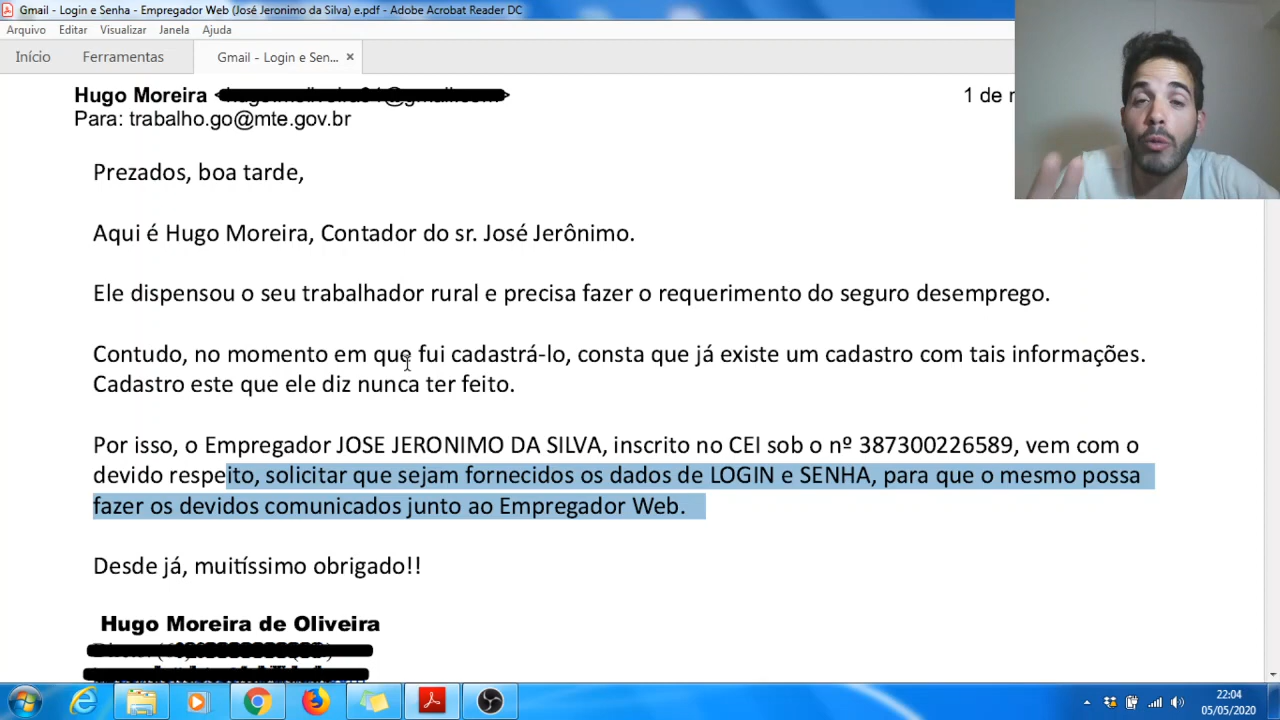 Gmail - Login e Senha - Empregador Web (José Jeronimo da Silva) e.pdf - Adobe Acrobat Reader DC
Arquivo Editar Visualizar Janela Ajuda
Início Ferramentas Gmail - Login e Sen... ×
Hugo Moreira
1 de
Para: trabalho.go@mte.gov.br
Prezados, boa tarde,
Aqui é Hugo Moreira, Contador do sr. José Jerônimo.
Ele dispensou o seu trabalhador rural e precisa fazer o requerimento do seguro desemprego.
Contudo, no momento em que fui cadastrá-lo, consta que já existe um cadastro com tais informações.
Cadastro este que ele diz nunca ter feito.
Por isso, o Empregador JOSE JERONIMO DA SILVA, inscrito no CEI sob o nº 387300226589, vem com o
devido respeito, solicitar que sejam fornecidos os dados de LOGIN e SENHA, para que o mesmo possa
fazer os devidos comunicados junto ao Empregador Web.
Desde já, muitíssimo obrigado!!
Hugo Moreira de Oliveira
22:04
05/05/2020